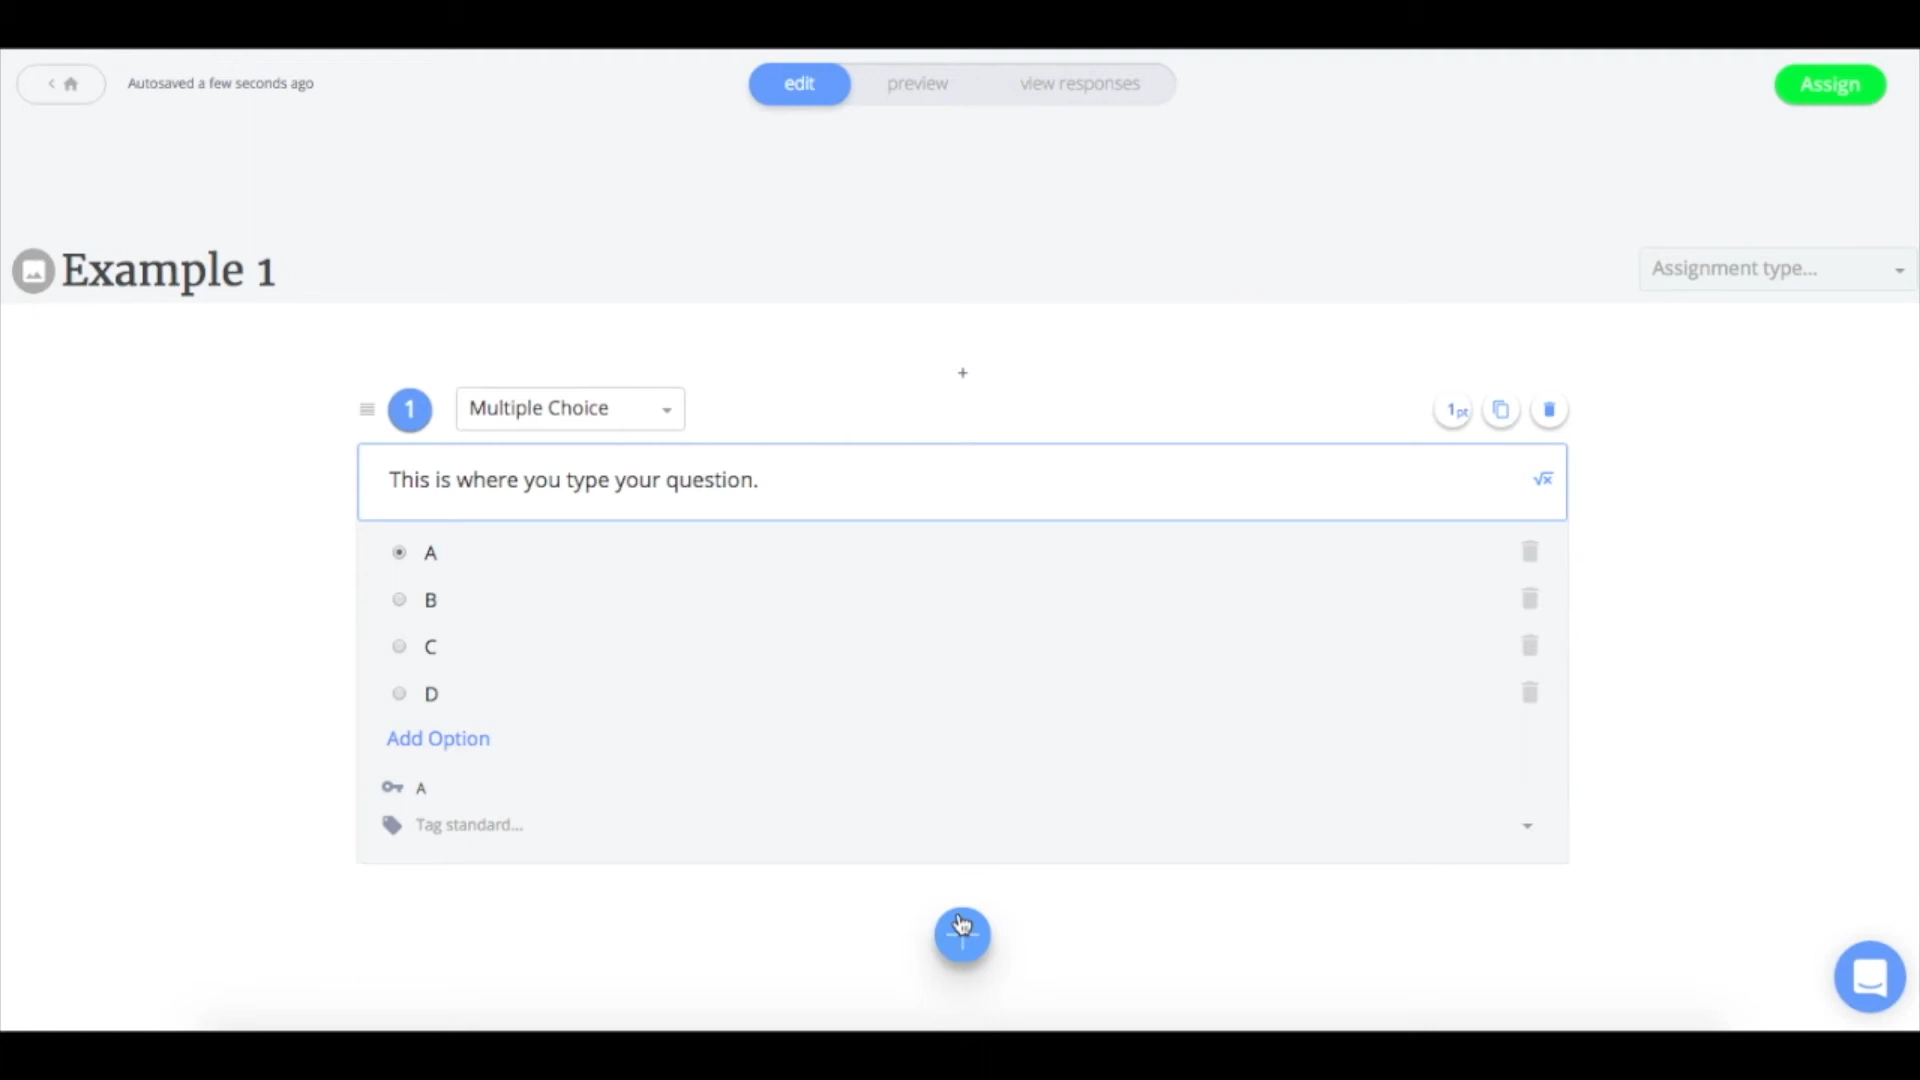 Autosaved a few seconds ago
edit
preview
view responses
Assign
Example 1
Assignment type...
+
1
Multiple Choice
1pt
This is where you type your question.
√x
A
B
C
D
Add Option
A
Tag standard...